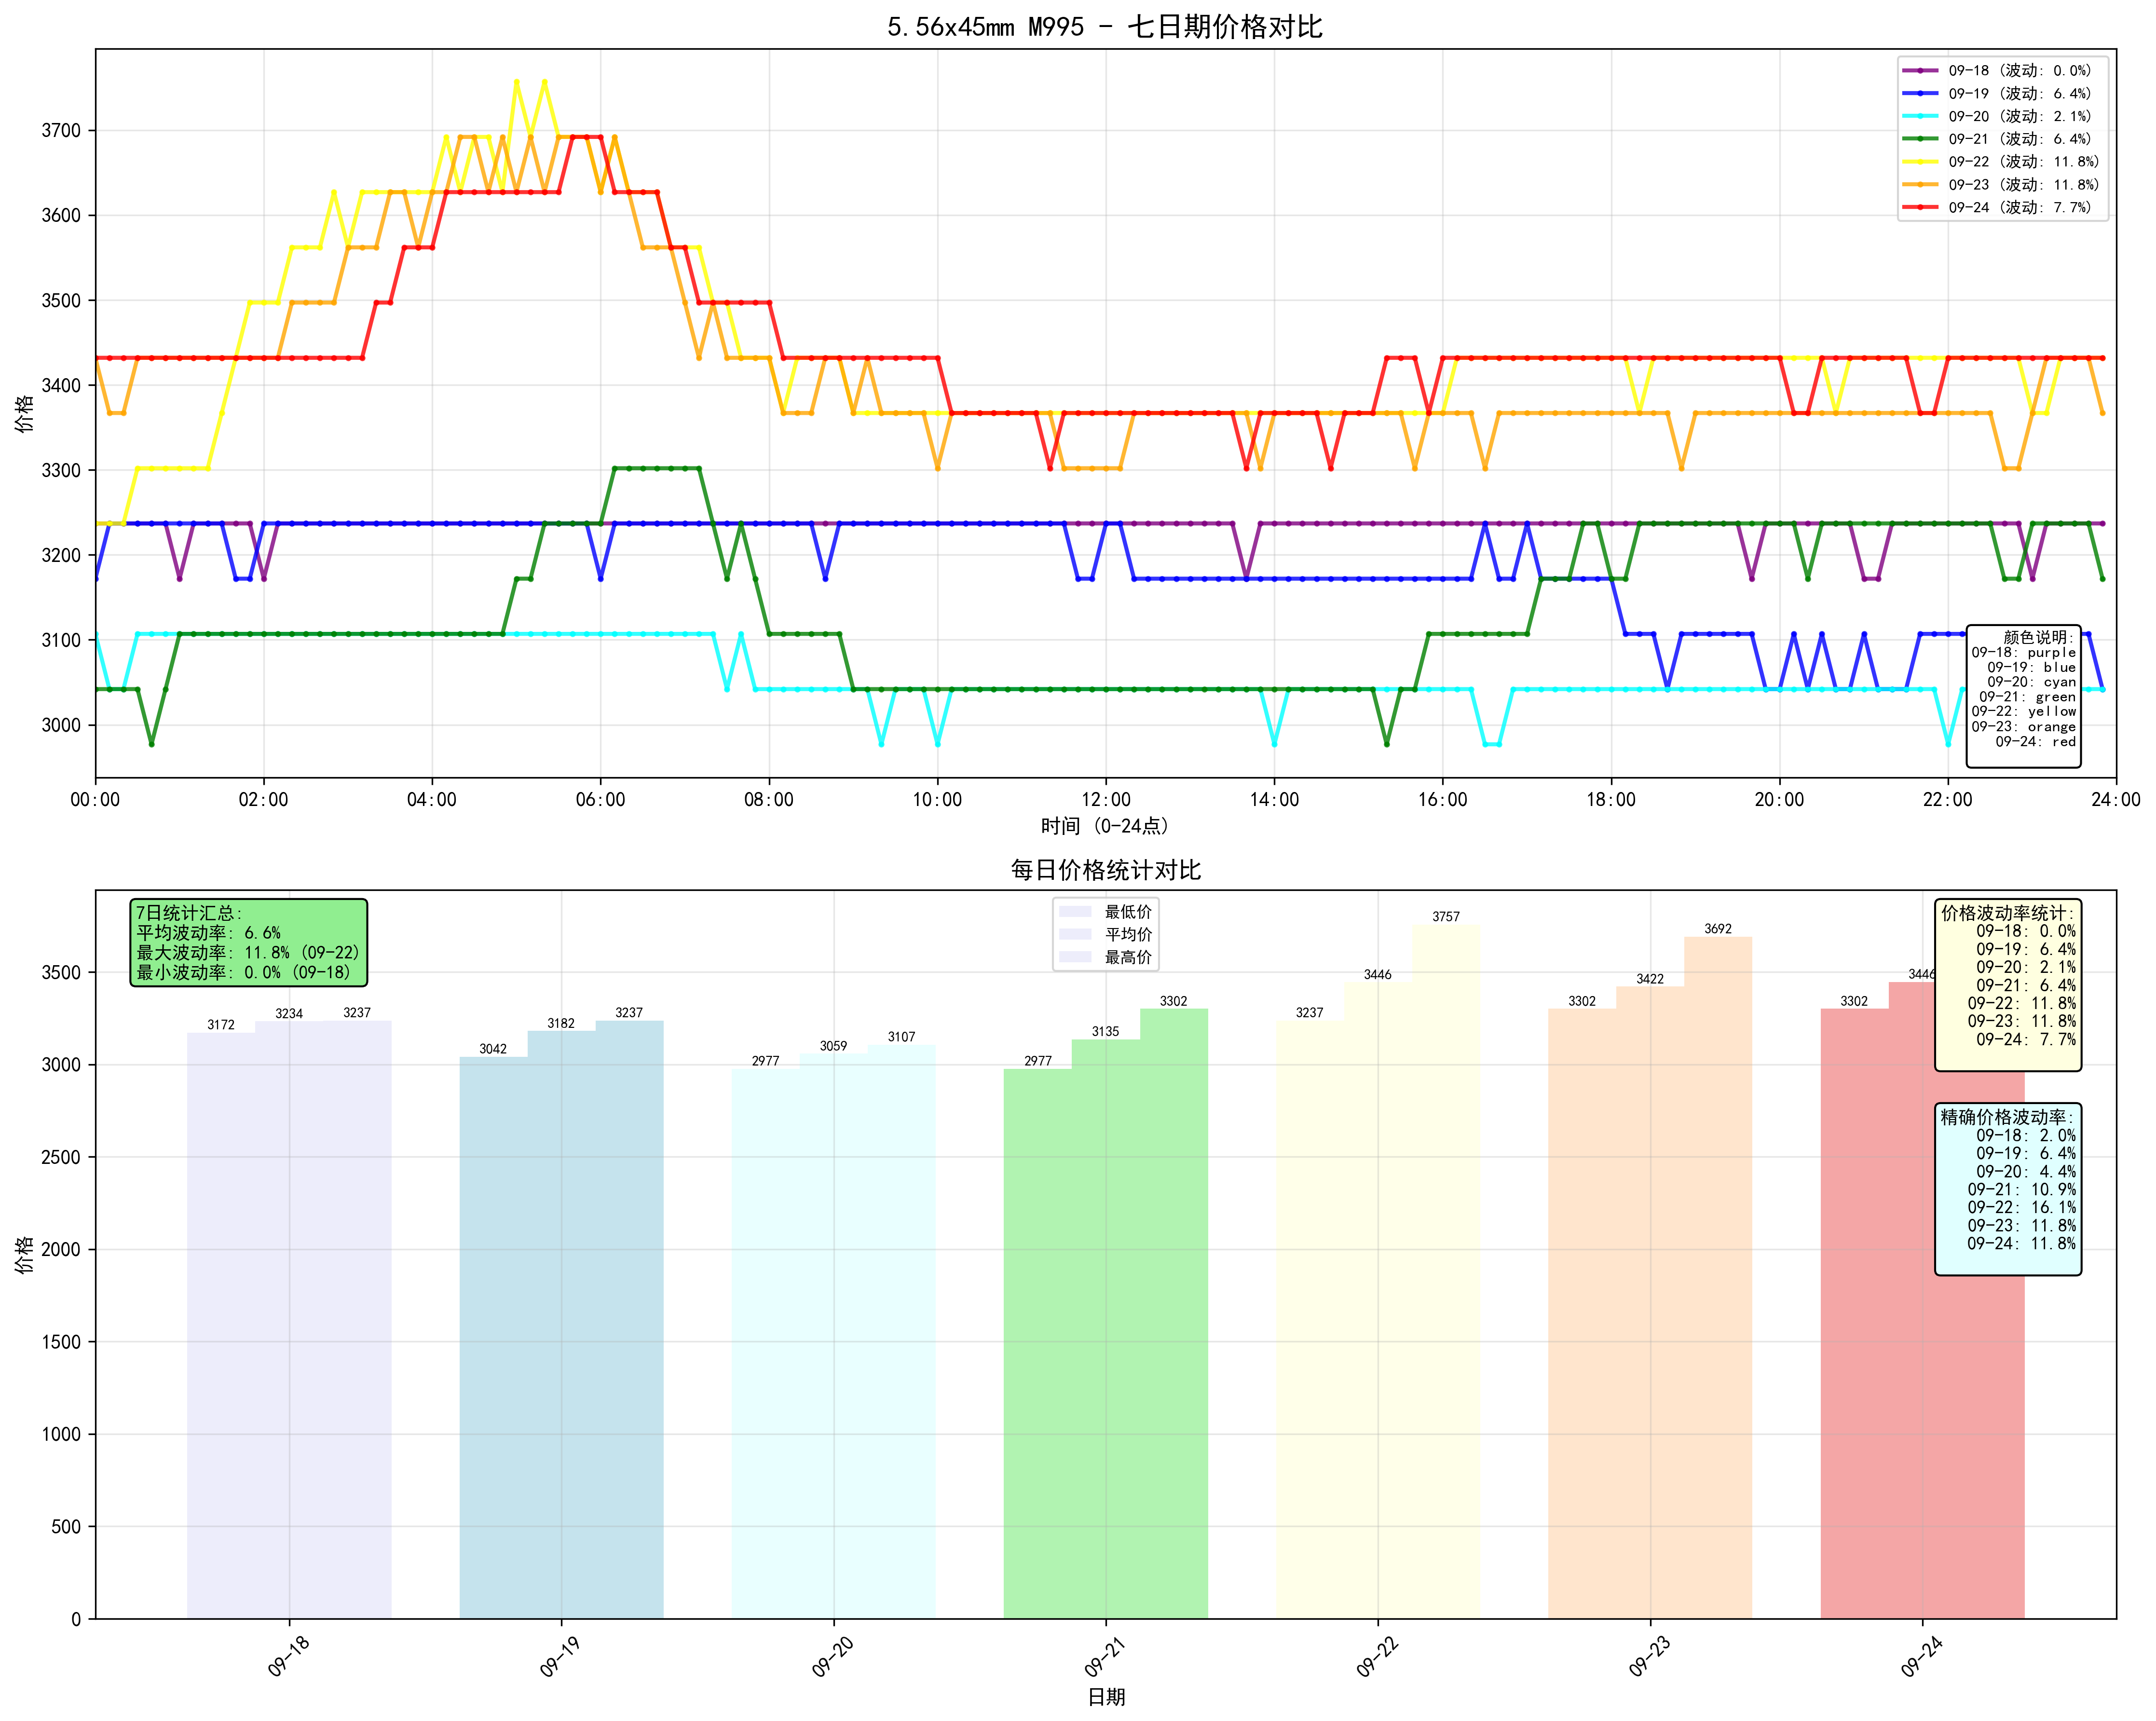 5.56x45mm M995 - 七日期价格对比
09-18 (波动: 0.0%)
09-19 (波动: 6.4%)
09-20 (波动: 2.1%)
09-21 (波动: 6.4%)
09-22 (波动: 11.8%)
09-23 (波动: 11.8%)
09-24 (波动: 7.7%)
3700
3600
3500
3400
3300
3200
3100
3000
价格
颜色说明:
09-18: purple
09-19: blue
09-20: cyan
09-21: green
09-22: yellow
09-23: orange
09-24: red
00:00 02:00 04:00 06:00 08:00 10:00 12:00 14:00 16:00 18:00 20:00 22:00 24:00
时间 (0-24点)
每日价格统计对比
7日统计汇总:
平均波动率: 6.6%
最大波动率: 11.8% (09-22)
最小波动率: 0.0% (09-18)
最低价
平均价
最高价
价格波动率统计:
09-18: 0.0%
09-19: 6.4%
09-20: 2.1%
09-21: 6.4%
09-22: 11.8%
09-23: 11.8%
09-24: 7.7%
精确价格波动率:
09-18: 2.0%
09-19: 6.4%
09-20: 4.4%
09-21: 10.9%
09-22: 16.1%
09-23: 11.8%
09-24: 11.8%
3172 3234 3237
3042 3182 3237
2977 3059 3107
2977 3135 3302
3237 3446 3757
3302 3422 3692
3302 3446
3500
3000
2500
2000
1500
1000
500
0
价格
09-18 09-19 09-20 09-21 09-22 09-23 09-24
日期